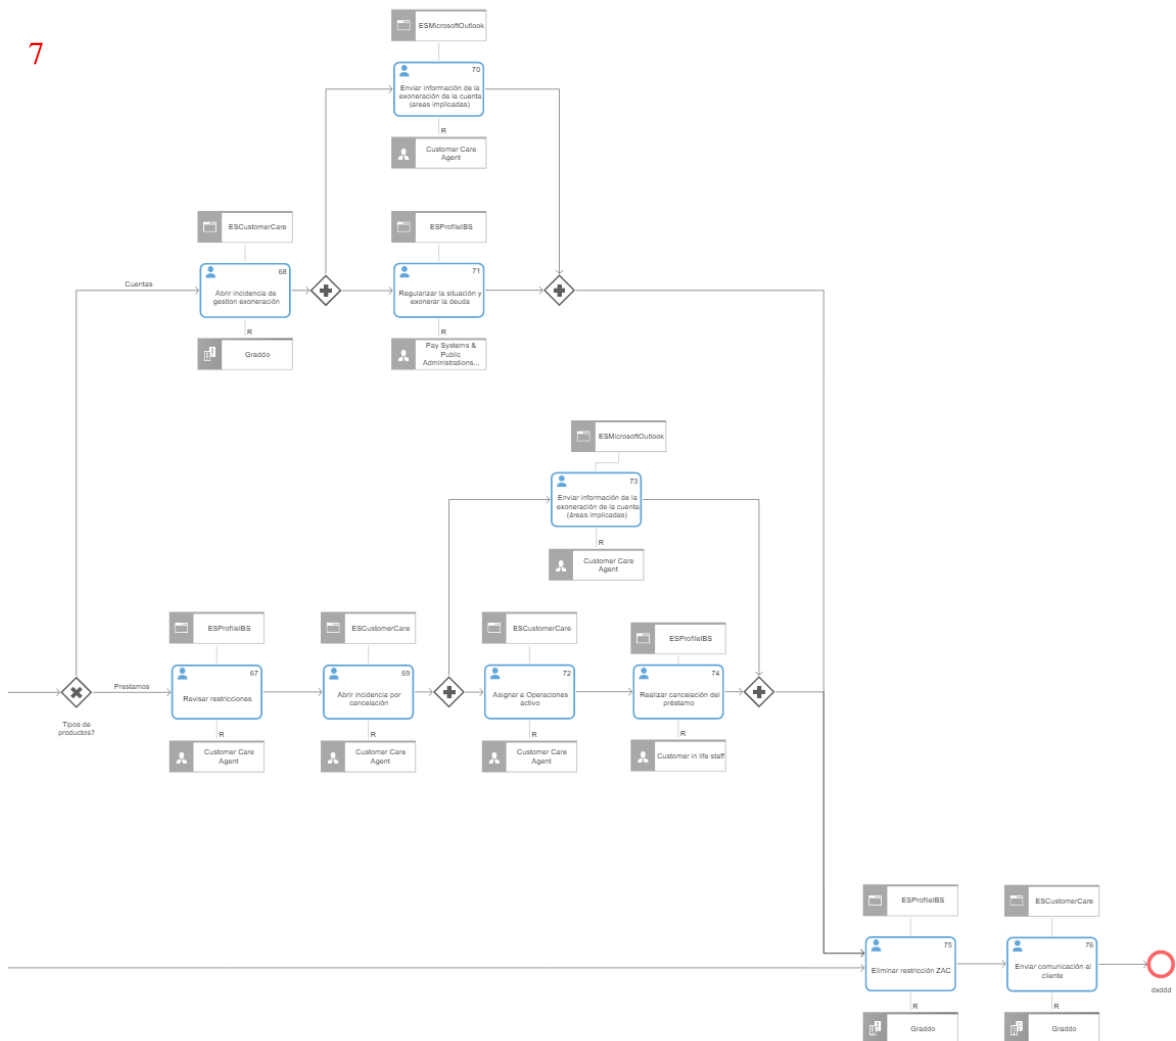 7
ESMicrosoftOutlook
70
Enviar información de la
exoneración de la cuenta
(areas implicadas)
R
Customer Care
Agent
ESCustomerCare
68
Abrir incidencia de
gestion exoneración
R
Graddo
Cuentas
ESProfileIBS
71
Regularizar la situación y
exonerar la deuda
R
Pay Systems &
Public
Administrations...
ESMicrosoftOutlook
73
Enviar información de la
exoneración de la cuenta
(áreas implicadas)
R
Customer Care
Agent
Tipos de
productos?
Prestamos
ESProfileIBS
67
Revisar restricciones
R
Customer Care
Agent
ESCustomerCare
69
Abrir incidencia por
cancelación
R
Customer Care
Agent
ESCustomerCare
72
Asignar a Operaciones
activo
R
Customer Care
Agent
ESProfileIBS
74
Realizar cancelación del
préstamo
R
Customer in life staff
ESProfileIBS
75
Eliminar restricción ZAC
R
Graddo
ESCustomerCare
76
Enviar comunicación al
cliente
R
Graddo
dxddd